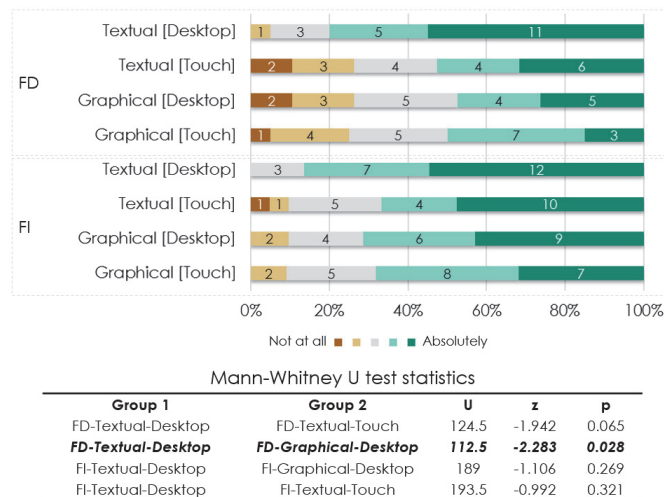 FD
Textual [Desktop] 1 3 5 11
Textual [Touch] 2 3 4 4 6
Graphical [Desktop] 2 3 5 4 5
Graphical [Touch] 1 4 5 7 3
FI
Textual [Desktop] 3 7 12
Textual [Touch] 1 1 5 4 10
Graphical [Desktop] 2 4 6 9
Graphical [Touch] 2 5 8 7
0% 20% 40% 60% 80% 100%
Not at all Absolutely
Mann-Whitney U test statistics
Group 1 Group 2 U z p
FD-Textual-Desktop FD-Textual-Touch 124.5 -1.942 0.065
FD-Textual-Desktop FD-Graphical-Desktop 112.5 -2.283 0.028
FI-Textual-Desktop FI-Graphical-Desktop 189 -1.106 0.269
FI-Textual-Desktop FI-Textual-Touch 193.5 -0.992 0.321